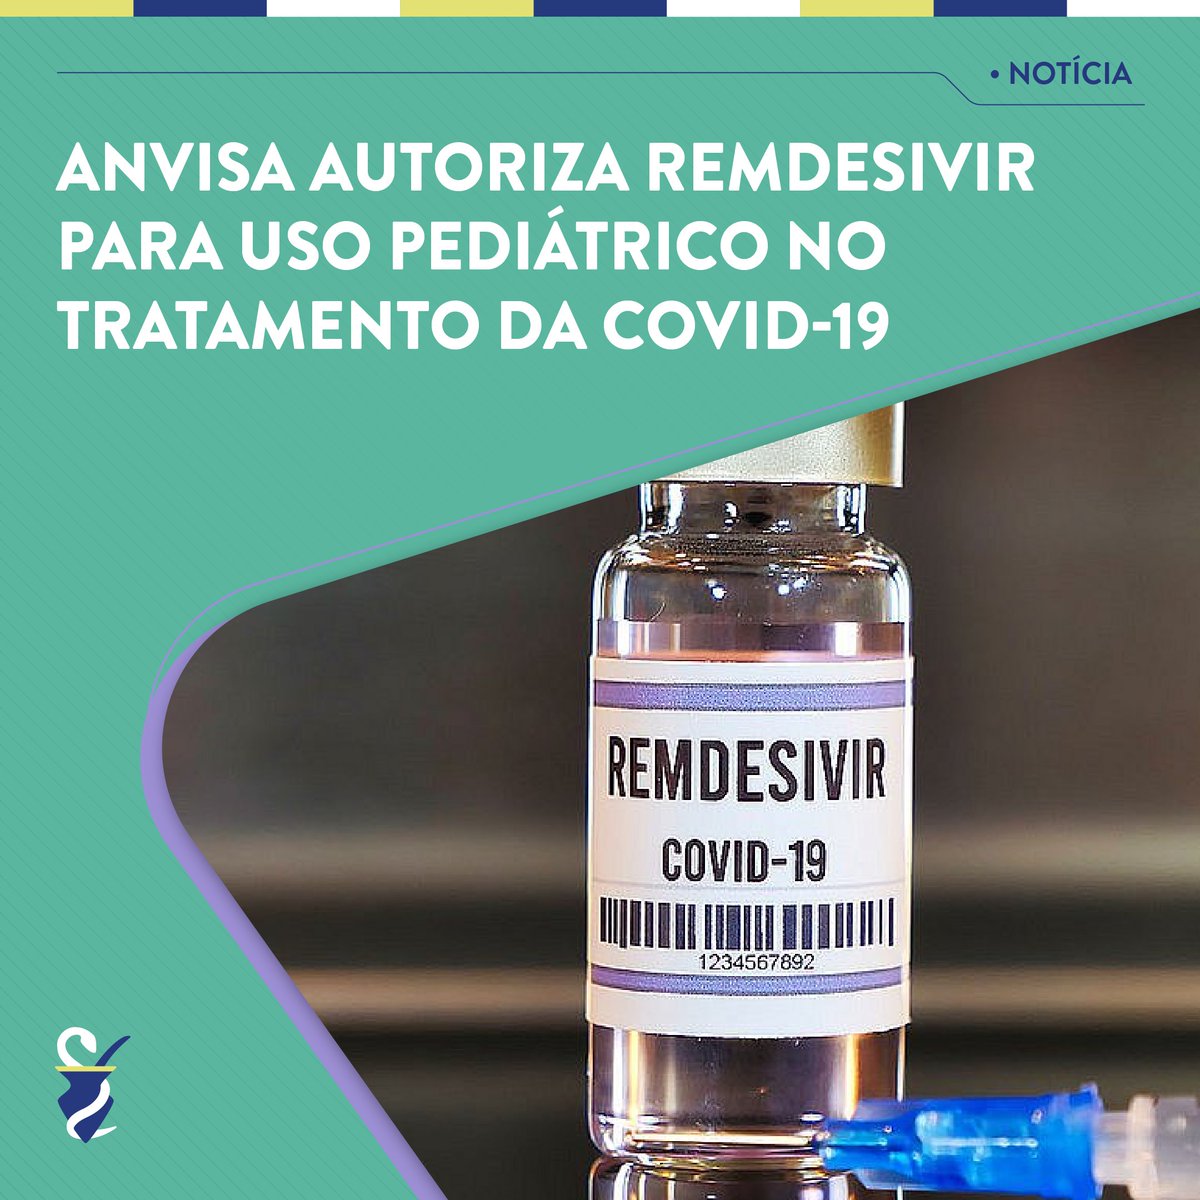 • NOTÍCIA
ANVISA AUTORIZA REMDESIVIR
PARA USO PEDIÁTRICO NO
TRATAMENTO DA COVID-19
REMDESIVIR
COVID-19
1234567892